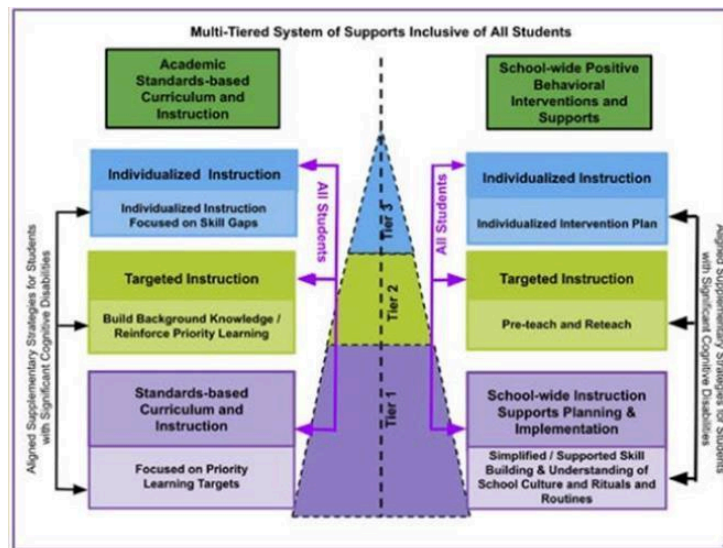 Multi-Tiered System of Supports Inclusive of All Students
Academic
Standards-based
Curriculum and
Instruction
School-wide Positive
Behavioral
Interventions and
Supports
Individualized Instruction
Individualized Instruction
Focused on Skill Gaps
Targeted Instruction
Build Background Knowledge /
Reinforce Priority Learning
Standards-based
Curriculum and
Instruction
Focused on Priority
Learning Targets
Aligned Supplementary Strategies for Students
with Significant Cognitive Disabilities
All Students
Tier 3
Tier 2
Tier 1
All Students
Individualized Instruction
Individualized Intervention Plan
Targeted Instruction
Pre-teach and Reteach
School-wide Instruction
Supports Planning &
Implementation
Simplified / Supported Skill
Building & Understanding of
School Culture and Rituals and
Routines
Aligned Supplementary Strategies for Students
with Significant Cognitive Disabilities